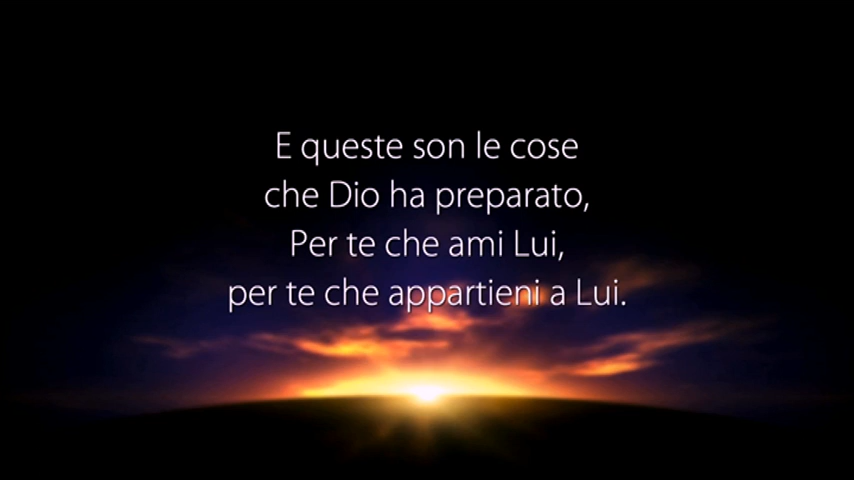 E queste son le cose
che Dio ha preparato,
Per te che ami Lui,
per te che appartieni a Lui.